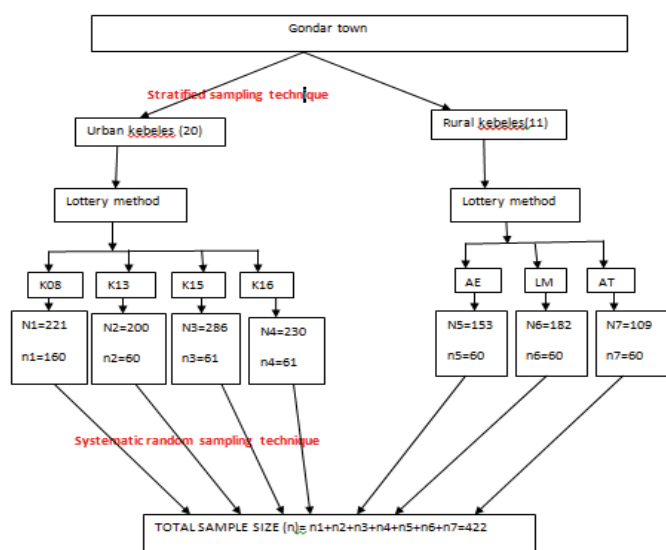 Gondar town
Stratified sampling technique
Urban kebeles (20)
Rural kebeles(11)
Lottery method
Lottery method
K08
K13
K15
K16
AE
LM
AT
N1=221
n1=160
N2=200
n2=60
N3=286
n3=61
N4=230
n4=61
N5=153
n5=60
N6=182
n6=60
N7=109
n7=60
Systematic random sampling technique
TOTAL SAMPLE SIZE (n)= n1+n2+n3+n4+n5+n6+n7=422